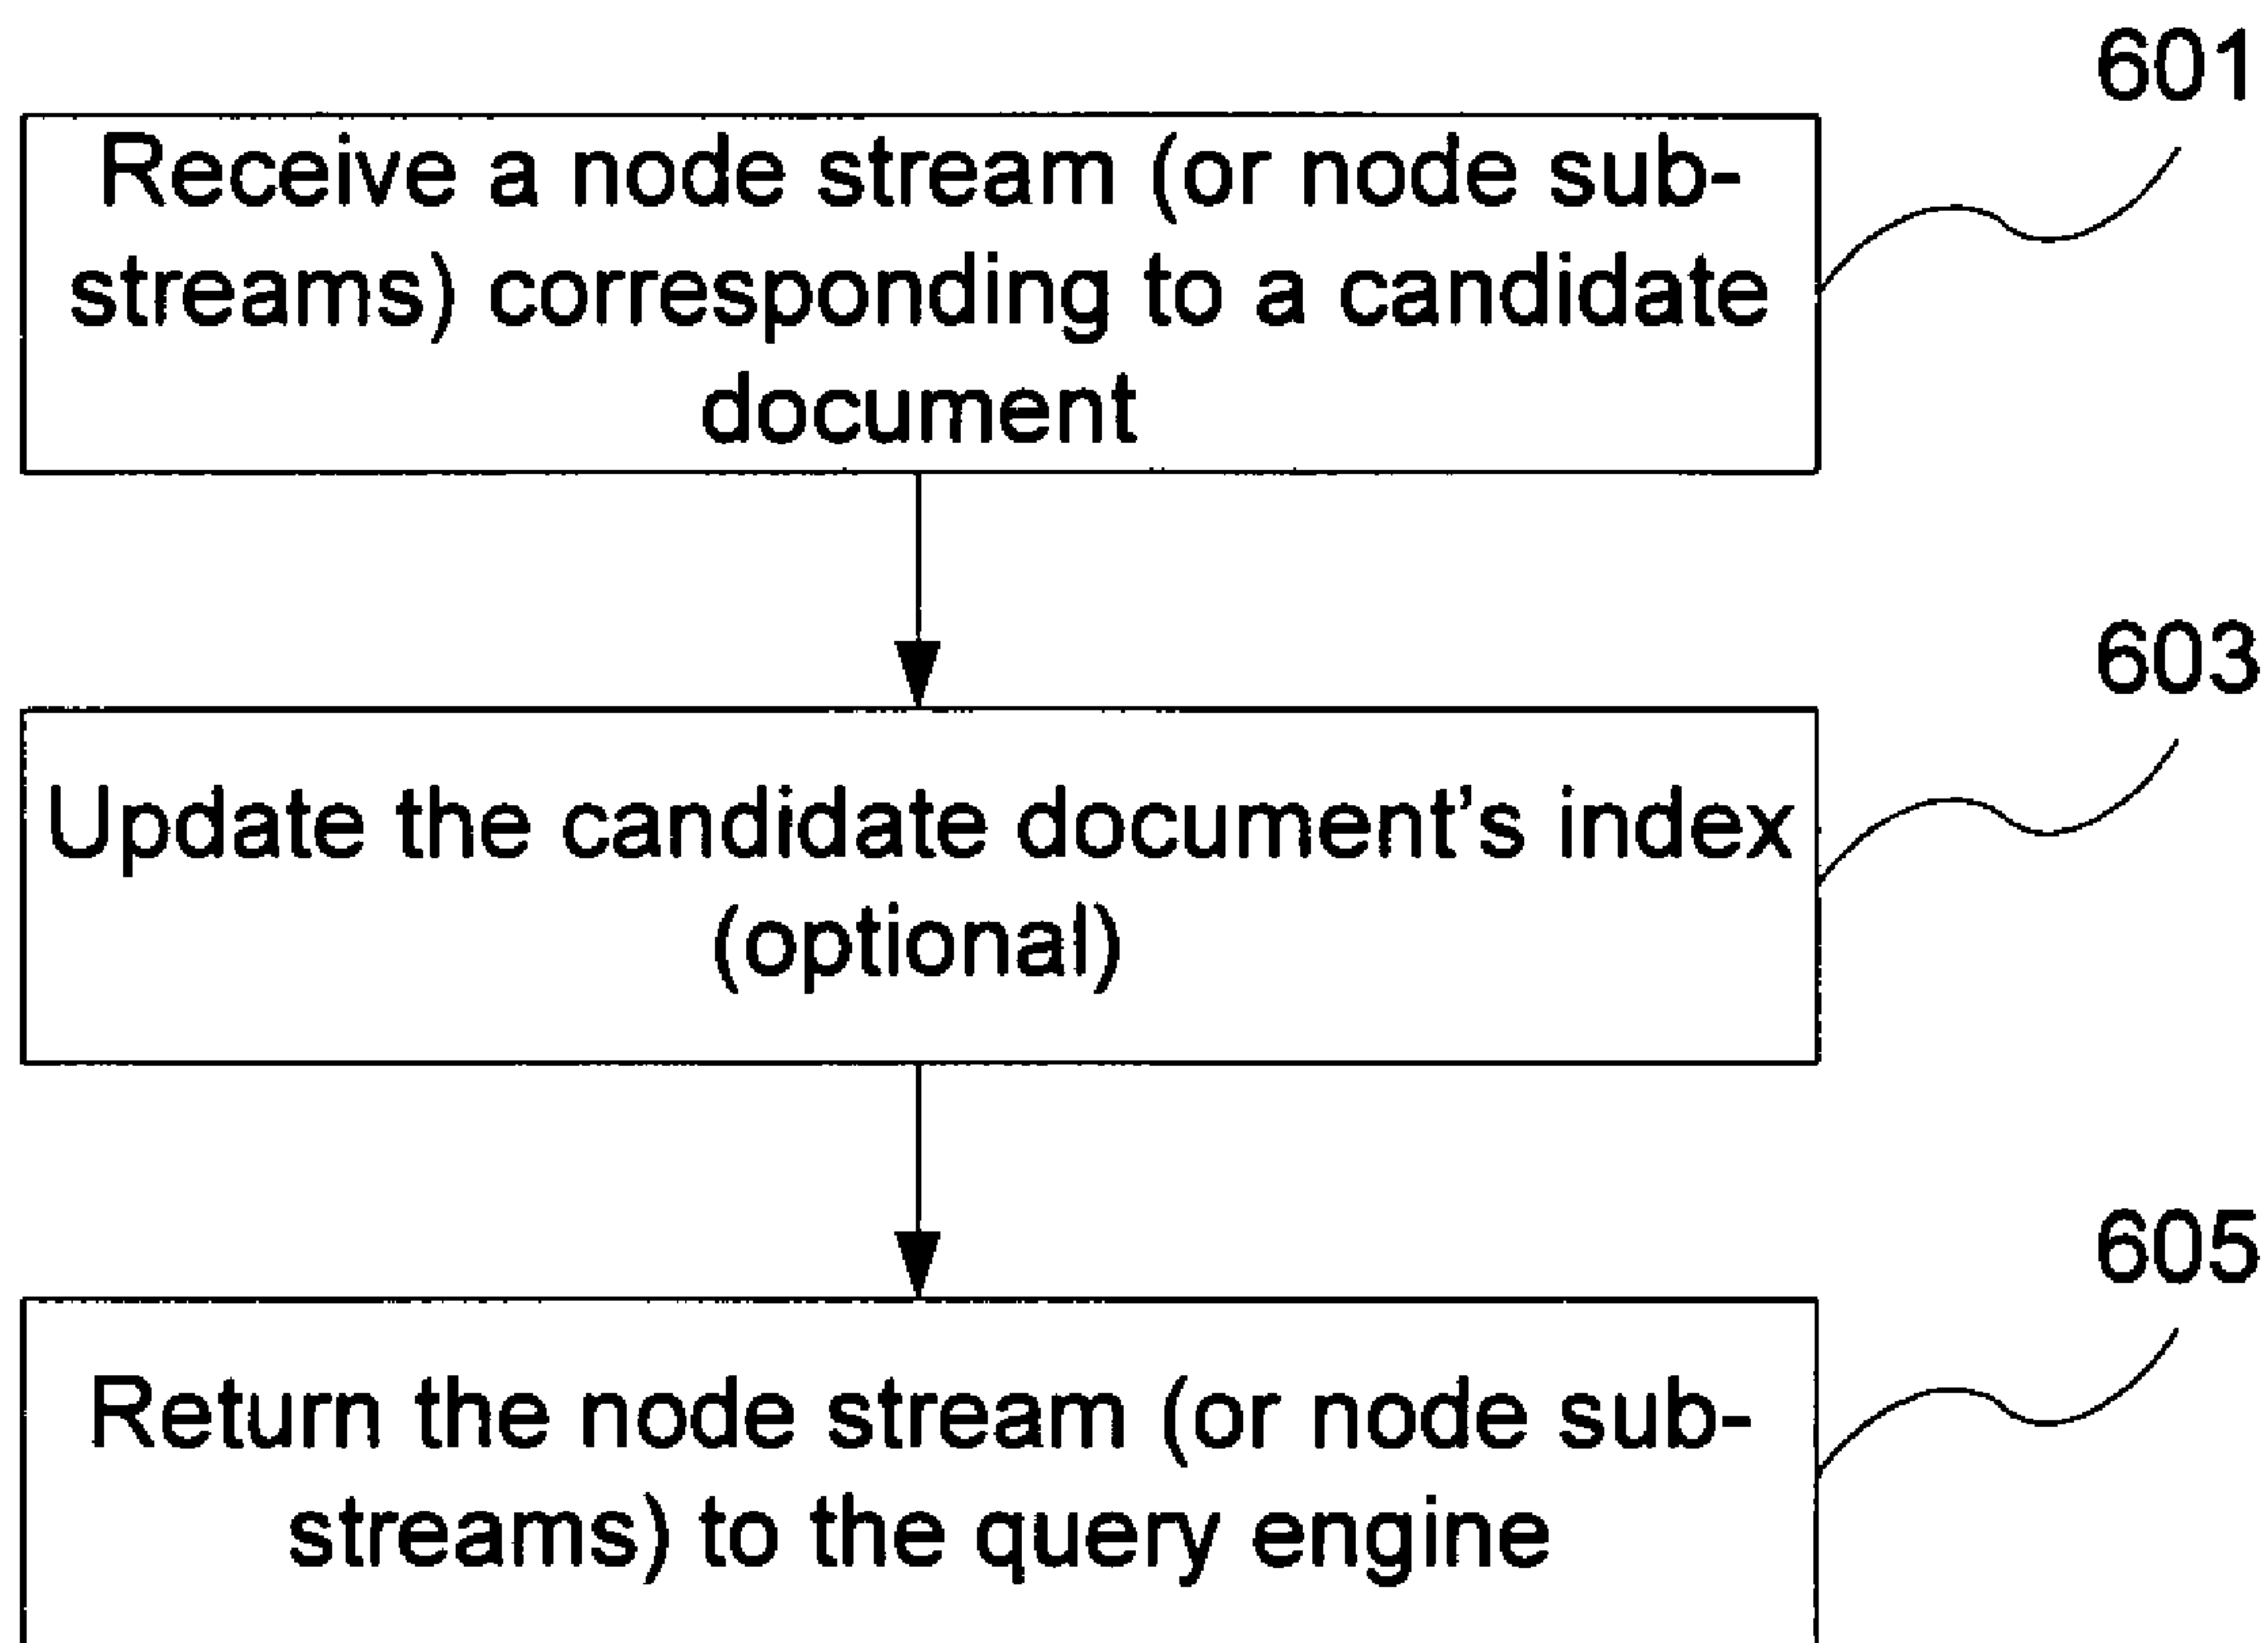 601
Receive a node stream (or node sub-
streams) corresponding to a candidate
document
603
Update the candidate document’s index
(optional)
605
Return the node stream (or node sub-
streams) to the query engine